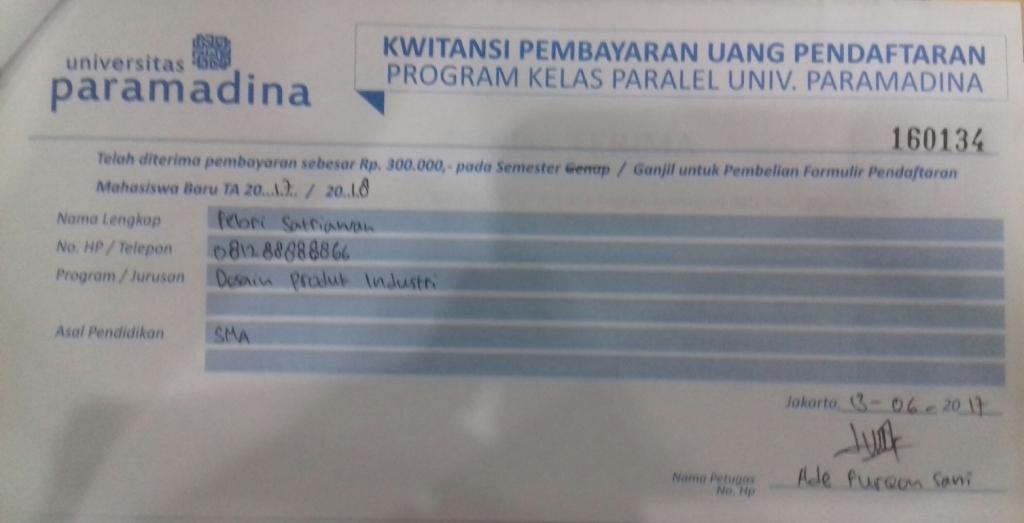 universitas
paramadina
KWITANSI PEMBAYARAN UANG PENDAFTARAN
PROGRAM KELAS PARALEL UNIV. PARAMADINA
160134
Telah diterima pembayaran sebesar Rp. 300.000,- pada Semester Genap / Ganjil untuk Pembelian Formulir Pendaftaran
Mahasiswa Baru TA 20..17.. / 20..18
Nama Lengkap Febri Satriawan
No. HP / Telepon 081288888866
Program / Jurusan Desain Produk Industri
Asal Pendidikan SMA
Jakarta, 13-06-2017
Nama Petugas Ade Furqon Sani
No. Hp